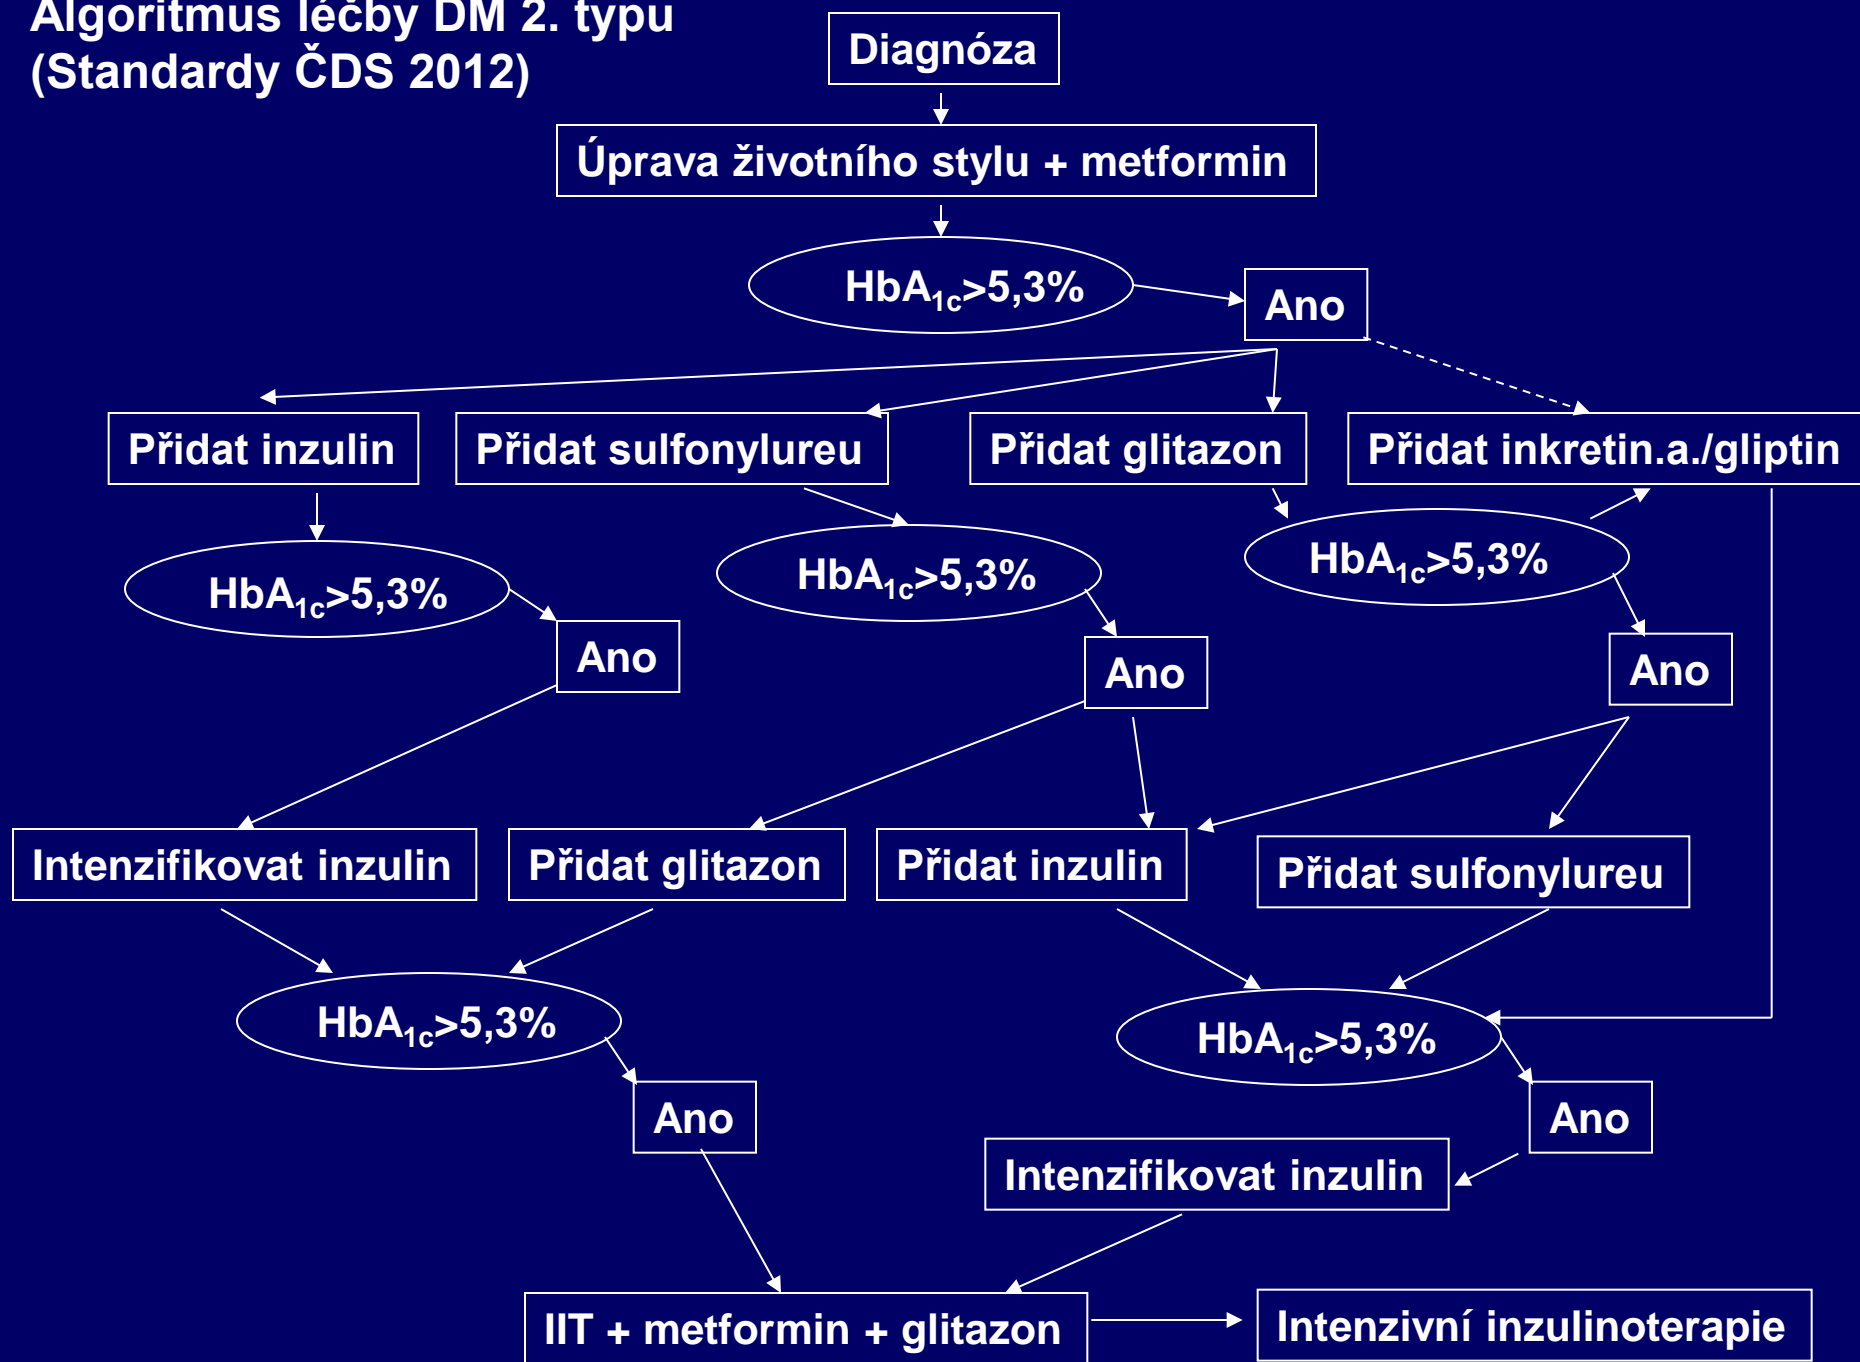 Algoritmus léčby DM 2. typu
(Standardy ČDS 2012)
Diagnóza
Úprava životního stylu + metformin
HbA1c>5,3%
Ano
Přidat inzulin
Přidat sulfonylureu
Přidat glitazon
Přidat inkretin.a./gliptin
HbA1c>5,3%
HbA1c>5,3%
HbA1c>5,3%
Ano
Ano
Ano
Intenzifikovat inzulin
Přidat glitazon
Přidat inzulin
Přidat sulfonylureu
HbA1c>5,3%
HbA1c>5,3%
Ano
Ano
Intenzifikovat inzulin
IIT + metformin + glitazon
Intenzivní inzulinoterapie